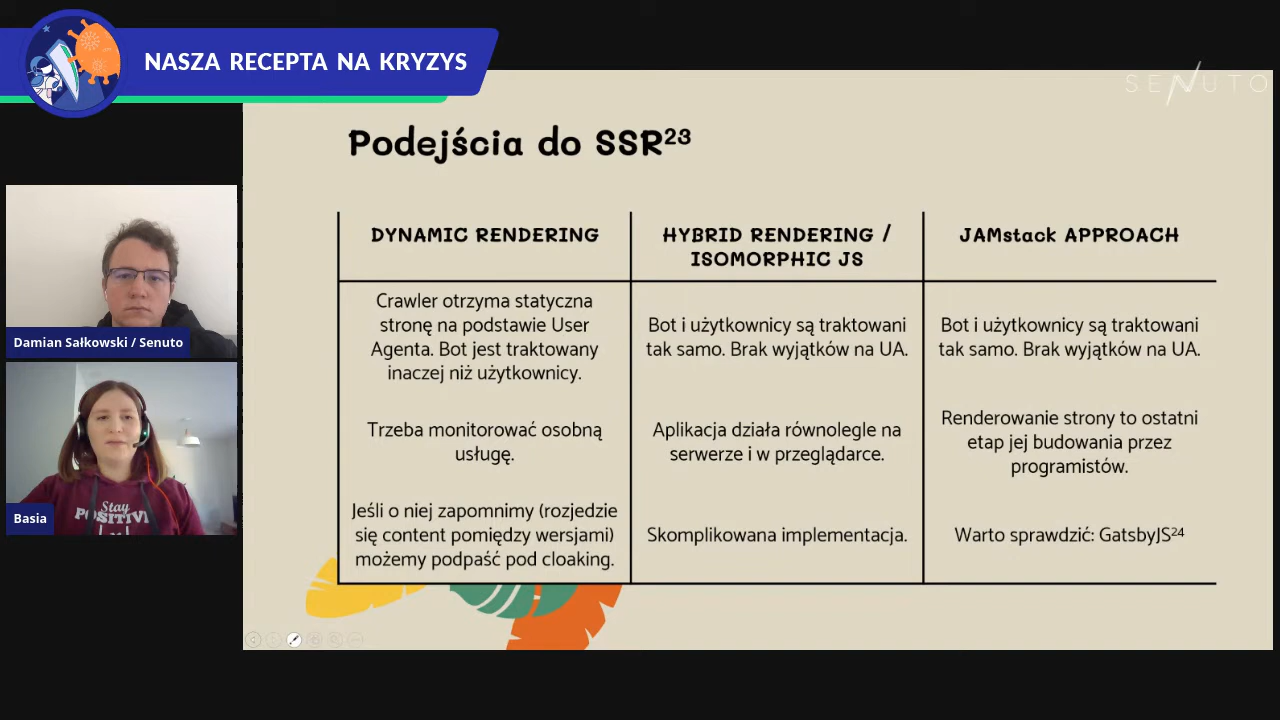 NASZA RECEPTA NA KRYZYS
SENUTO
Podejścia do SSR²³
DYNAMIC RENDERING
HYBRID RENDERING /
ISOMORPHIC JS
JAMstack APPROACH
Crawler otrzyma statyczna
stronę na podstawie User
Agenta. Bot jest traktowany
inaczej niż użytkownicy.
Bot i użytkownicy są traktowani
tak samo. Brak wyjątków na UA.
Bot i użytkownicy są traktowani
tak samo. Brak wyjątków na UA.
Trzeba monitorować osobną
usługę.
Aplikacja działa równolegle na
serwerze i w przeglądarce.
Renderowanie strony to ostatni
etap jej budowania przez
programistów.
Jeśli o niej zapomnimy (rozjedzie
się content pomiędzy wersjami)
możemy podpaść pod cloaking.
Skomplikowana implementacja.
Warto sprawdzić: GatsbyJS²⁴
Damian Sałkowski / Senuto
Stay
POSITIVE
Basia